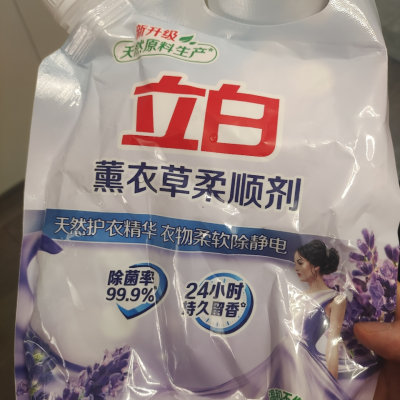 新升级
天然原料生产*
立白
薰衣草柔顺剂
天然护衣精华 衣物柔软除静电
除菌率
99.9%*
24小时
持久留香*